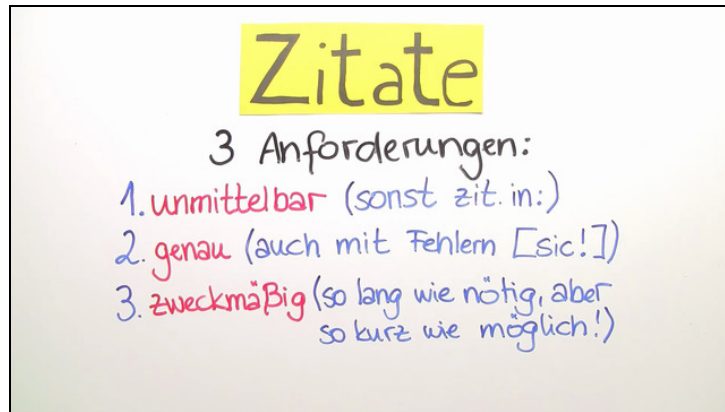 Zitate
3 Anforderungen:
1. unmittelbar (sonst zit. in:)
2. genau (auch mit Fehlern [sic!])
3. zweckmäßig (so lang wie nötig, aber
so kurz wie möglich!)